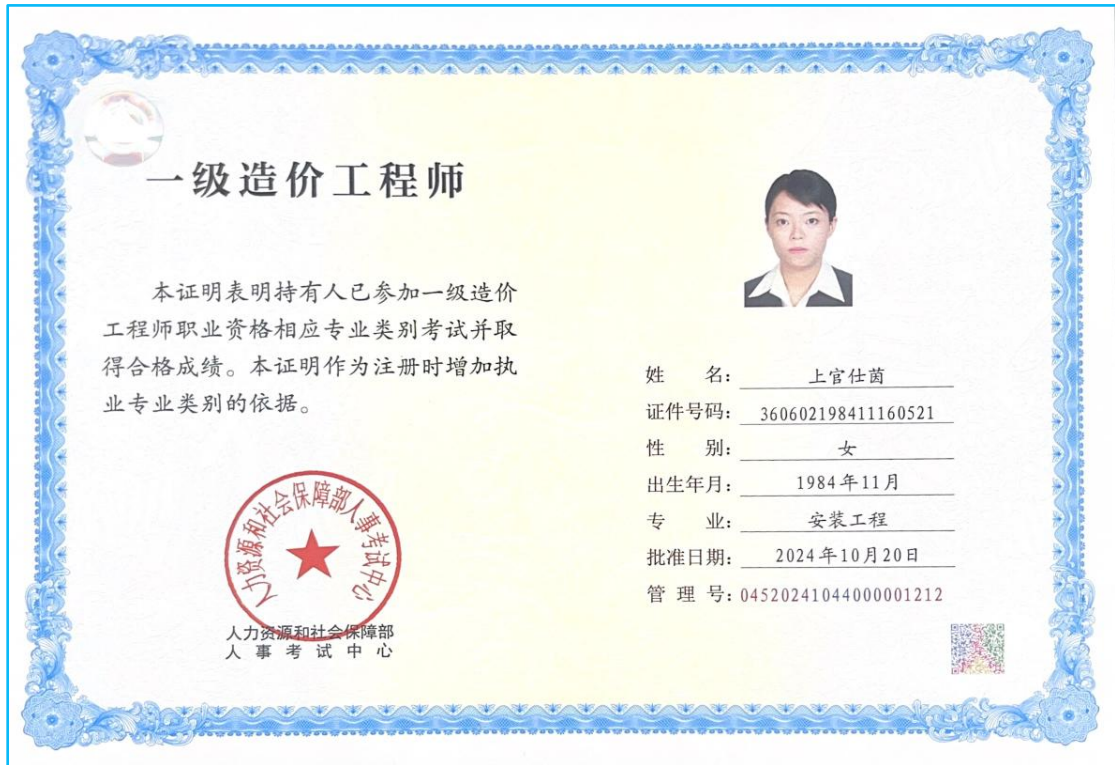 一级造价工程师
本证明表明持有人已参加一级造价
工程师职业资格相应专业类别考试并取
得合格成绩。本证明作为注册时增加执
业专业类别的依据。
人力资源和社会保障部人事考试中心
人力资源和社会保障部
人事考试中心
姓 名: 上官仕茵
证件号码: 360602198411160521
性 别: 女
出生年月: 1984年11月
专 业: 安装工程
批准日期: 2024年10月20日
管 理 号: 04520241044000001212